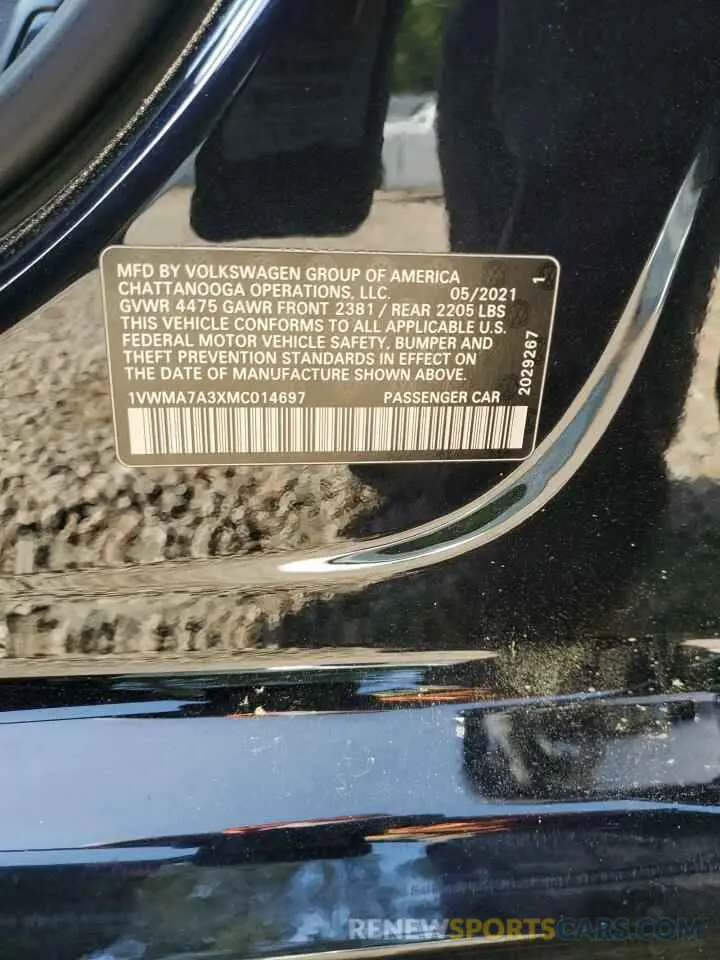 MFD BY VOLKSWAGEN GROUP OF AMERICA
CHATTANOOGA OPERATIONS, LLC. 05/2021 1
GVWR 4475 GAWR FRONT 2381 / REAR 2205 LBS
THIS VEHICLE CONFORMS TO ALL APPLICABLE U.S.
FEDERAL MOTOR VEHICLE SAFETY, BUMPER AND
THEFT PREVENTION STANDARDS IN EFFECT ON
THE DATE OF MANUFACTURE SHOWN ABOVE.
1VWMA7A3XMC014697 PASSENGER CAR
2029267
RENEWSPORTSCARS.COM